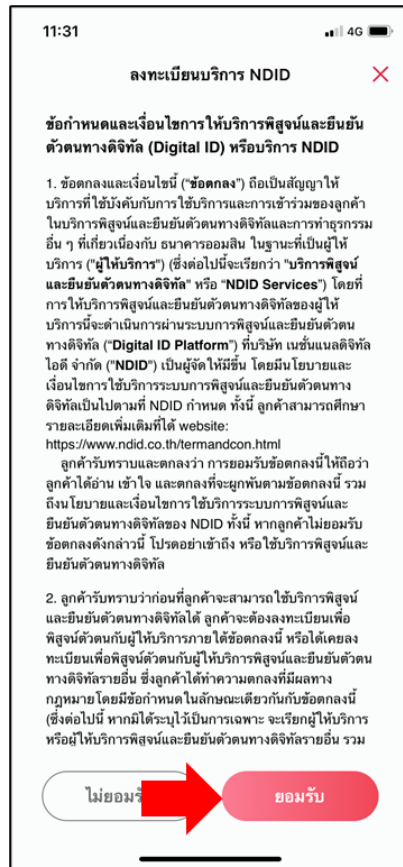 11:31
4G
ลงทะเบียนบริการ NDID
ข้อกำหนดและเงื่อนไขการให้บริการพิสูจน์และยืนยัน
ตัวตนทางดิจิทัล (Digital ID) หรือบริการ NDID
1. ข้อตกลงและเงื่อนไขนี้ (“ข้อตกลง”) ถือเป็นสัญญาให้
บริการที่ใช้บังคับกับการใช้บริการและการเข้าร่วมของลูกค้า
ในบริการพิสูจน์และยืนยันตัวตนทางดิจิทัลและการทำธุรกรรม
อื่น ๆ ที่เกี่ยวเนื่องกับ ธนาคารออมสิน ในฐานะที่เป็นผู้ให้
บริการ ("ผู้ให้บริการ") (ซึ่งต่อไปนี้จะเรียกว่า "บริการพิสูจน์
และยืนยันตัวตนทางดิจิทัล" หรือ “NDID Services”) โดยที่
การให้บริการพิสูจน์และยืนยันตัวตนทางดิจิทัลของผู้ให้
บริการนี้จะดำเนินการผ่านระบบการพิสูจน์และยืนยันตัวตน
ทางดิจิทัล (“Digital ID Platform”) ที่บริษัท เนชั่นแนลดิจิทัล
ไอดี จำกัด ("NDID") เป็นผู้จัดให้มีขึ้น โดยมีนโยบายและ
เงื่อนไขการใช้บริการระบบการพิสูจน์และยืนยันตัวตนทาง
ดิจิทัลเป็นไปตามที่ NDID กำหนด ทั้งนี้ ลูกค้าสามารถศึกษา
รายละเอียดเพิ่มเติมที่ได้ website:
https://www.ndid.co.th/termandcon.html
ลูกค้ารับทราบและตกลงว่า การยอมรับข้อตกลงนี้ให้ถือว่า
ลูกค้าได้อ่าน เข้าใจ และตกลงที่จะผูกพันตามข้อตกลงนี้ รวม
ถึงนโยบายและเงื่อนไขการใช้บริการระบบการพิสูจน์และ
ยืนยันตัวตนทางดิจิทัลของ NDID ทั้งนี้ หากลูกค้าไม่ยอมรับ
ข้อตกลงดังกล่าวนี้ โปรดอย่าเข้าถึง หรือใช้บริการพิสูจน์และ
ยืนยันตัวตนทางดิจิทัล
2. ลูกค้ารับทราบว่าก่อนที่ลูกค้าจะสามารถใช้บริการพิสูจน์
และยืนยันตัวตนทางดิจิทัลได้ ลูกค้าจะต้องลงทะเบียนเพื่อ
พิสูจน์ตัวตนกับผู้ให้บริการภายใต้ข้อตกลงนี้ หรือได้เคยลง
ทะเบียนเพื่อพิสูจน์ตัวตนกับผู้ให้บริการพิสูจน์และยืนยันตัวตน
ทางดิจิทัลรายอื่น ซึ่งลูกค้าได้ทำความตกลงที่มีผลทาง
กฎหมายโดยมีข้อกำหนดในลักษณะเดียวกันกับข้อตกลงนี้
(ซึ่งต่อไปนี้ หากมิได้ระบุไว้เป็นการเฉพาะ จะเรียกผู้ให้บริการ
หรือผู้ให้บริการพิสูจน์และยืนยันตัวตนทางดิจิทัลรายอื่น รวม
ยอมรับ